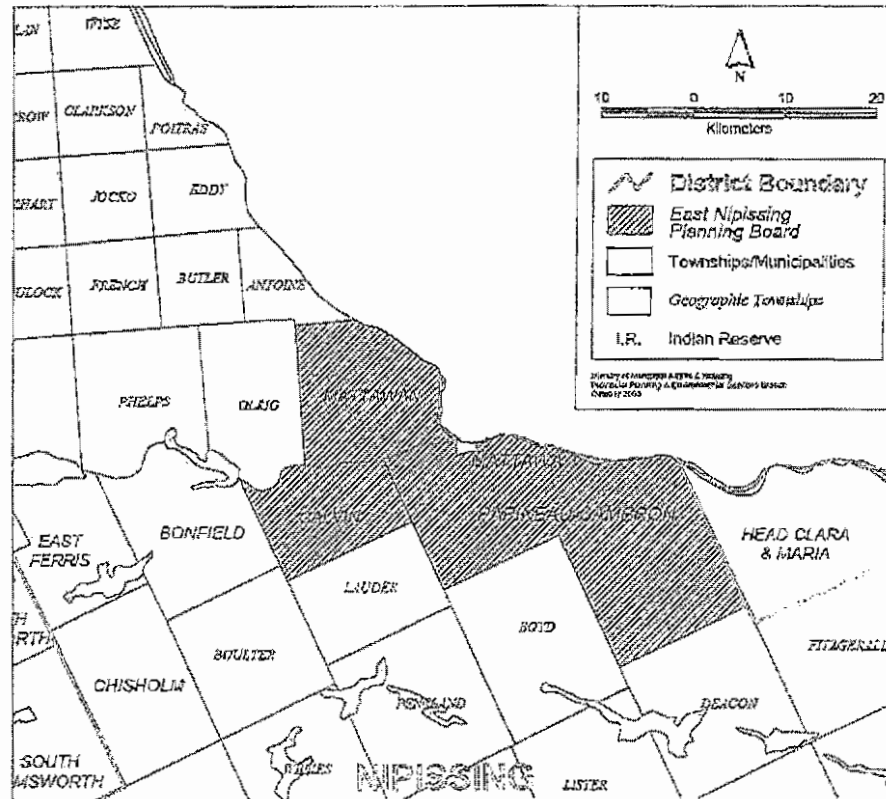 WYSE
CLARKSON
POITRAS
JOCKO
EDDY
FRENCH
BUTLER
ANTOINE
PHELPS
OLRIG
MATTAWAN
MATTAWA
CALVIN
PAPINEAU-CAMERON
EAST
FERRIS
BONFIELD
HEAD CLARA
& MARIA
LAUDER
BOYD
BOULTER
CHISHOLM
PENTLAND
DEACON
SOUTH
NIPISSING
LISTER
N
10 0 10 20
Kilometers
District Boundary
East Nipissing
Planning Board
Townships/Municipalities
Geographic Townships
I.R. Indian Reserve